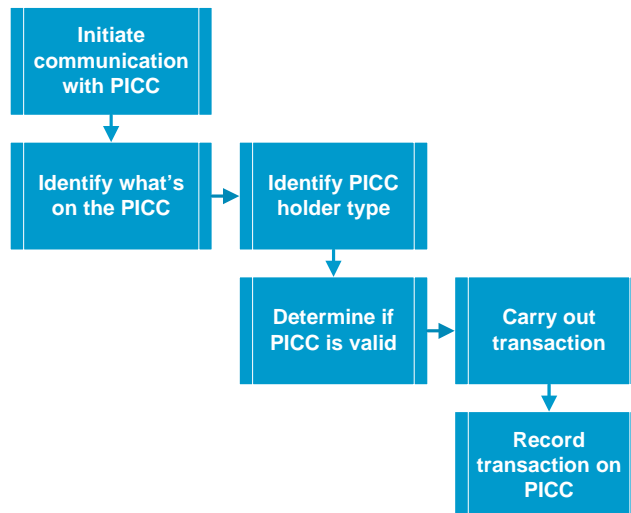 Initiate
communication
with PICC
Identify what's
on the PICC
Identify PICC
holder type
Determine if
PICC is valid
Carry out
transaction
Record
transaction on
PICC